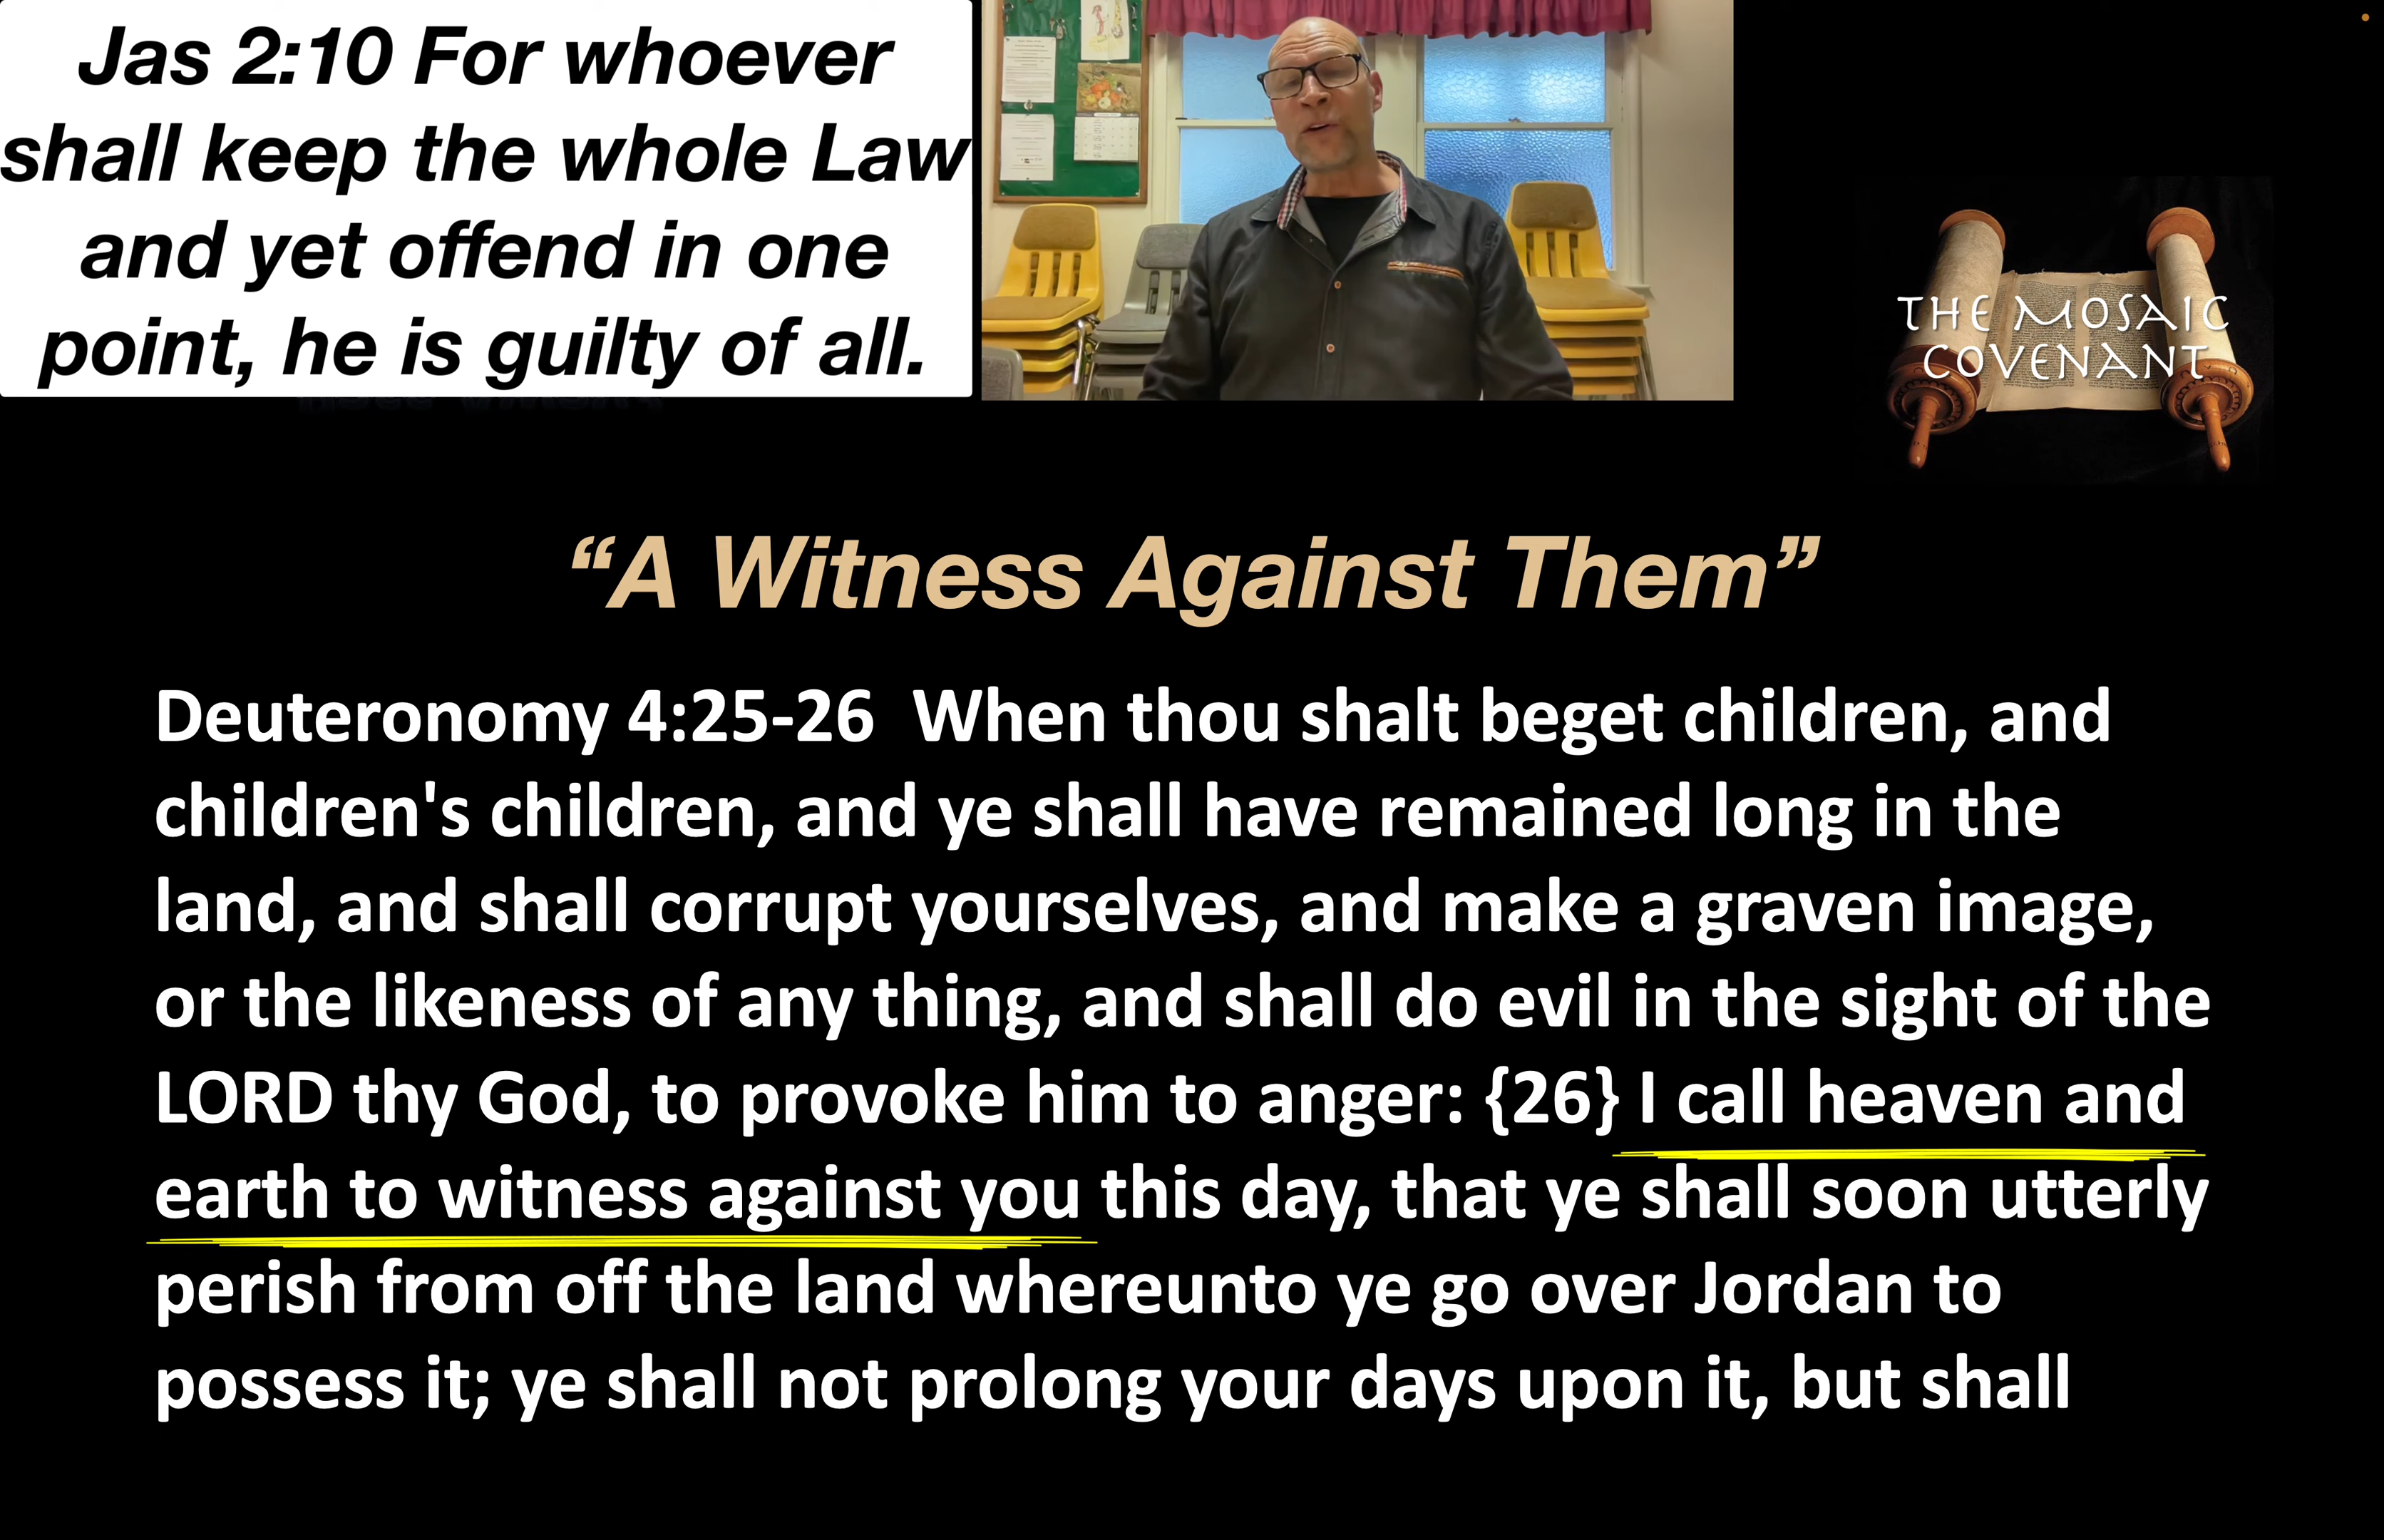 Jas 2:10 For whoever
shall keep the whole Law
and yet offend in one
point, he is guilty of all.
THE MOSAIC
COVENANT
“A Witness Against Them”
Deuteronomy 4:25-26  When thou shalt beget children, and
children's children, and ye shall have remained long in the
land, and shall corrupt yourselves, and make a graven image,
or the likeness of any thing, and shall do evil in the sight of the
LORD thy God, to provoke him to anger: {26} I call heaven and
earth to witness against you this day, that ye shall soon utterly
perish from off the land whereunto ye go over Jordan to
possess it; ye shall not prolong your days upon it, but shall